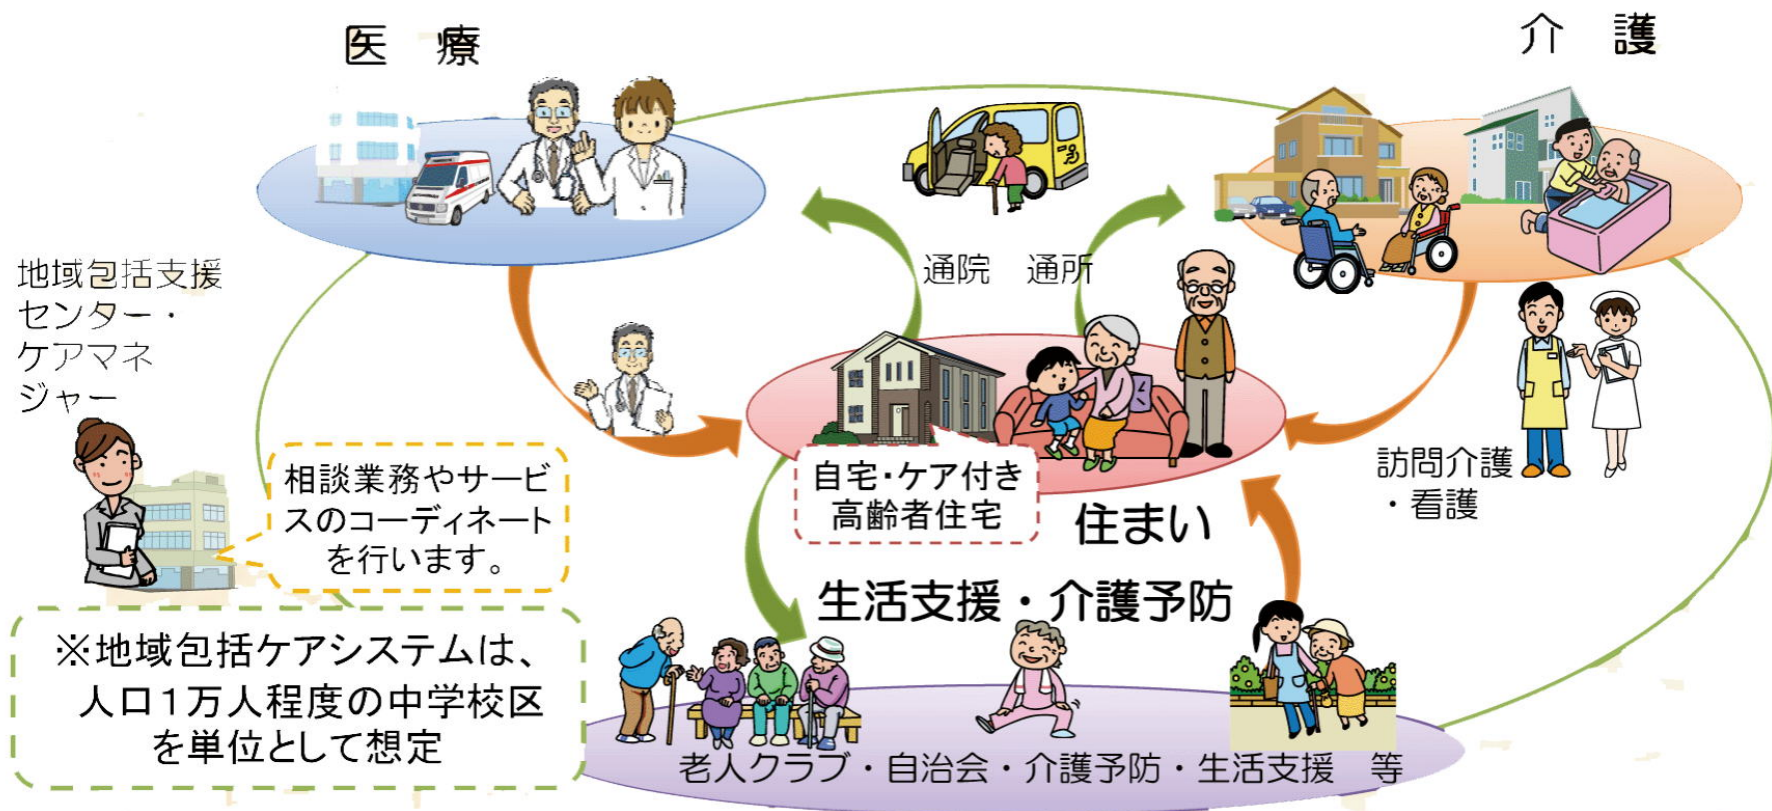 医 療
介 護
通院 通所
地域包括支援
センター・
ケアマネ
ジャー
相談業務やサービ
スのコーディネート
を行います。
自宅・ケア付き
高齢者住宅
住まい
訪問介護
・看護
生活支援・介護予防
※地域包括ケアシステムは、
人口1万人程度の中学校区
を単位として想定
老人クラブ・自治会・介護予防・生活支援 等